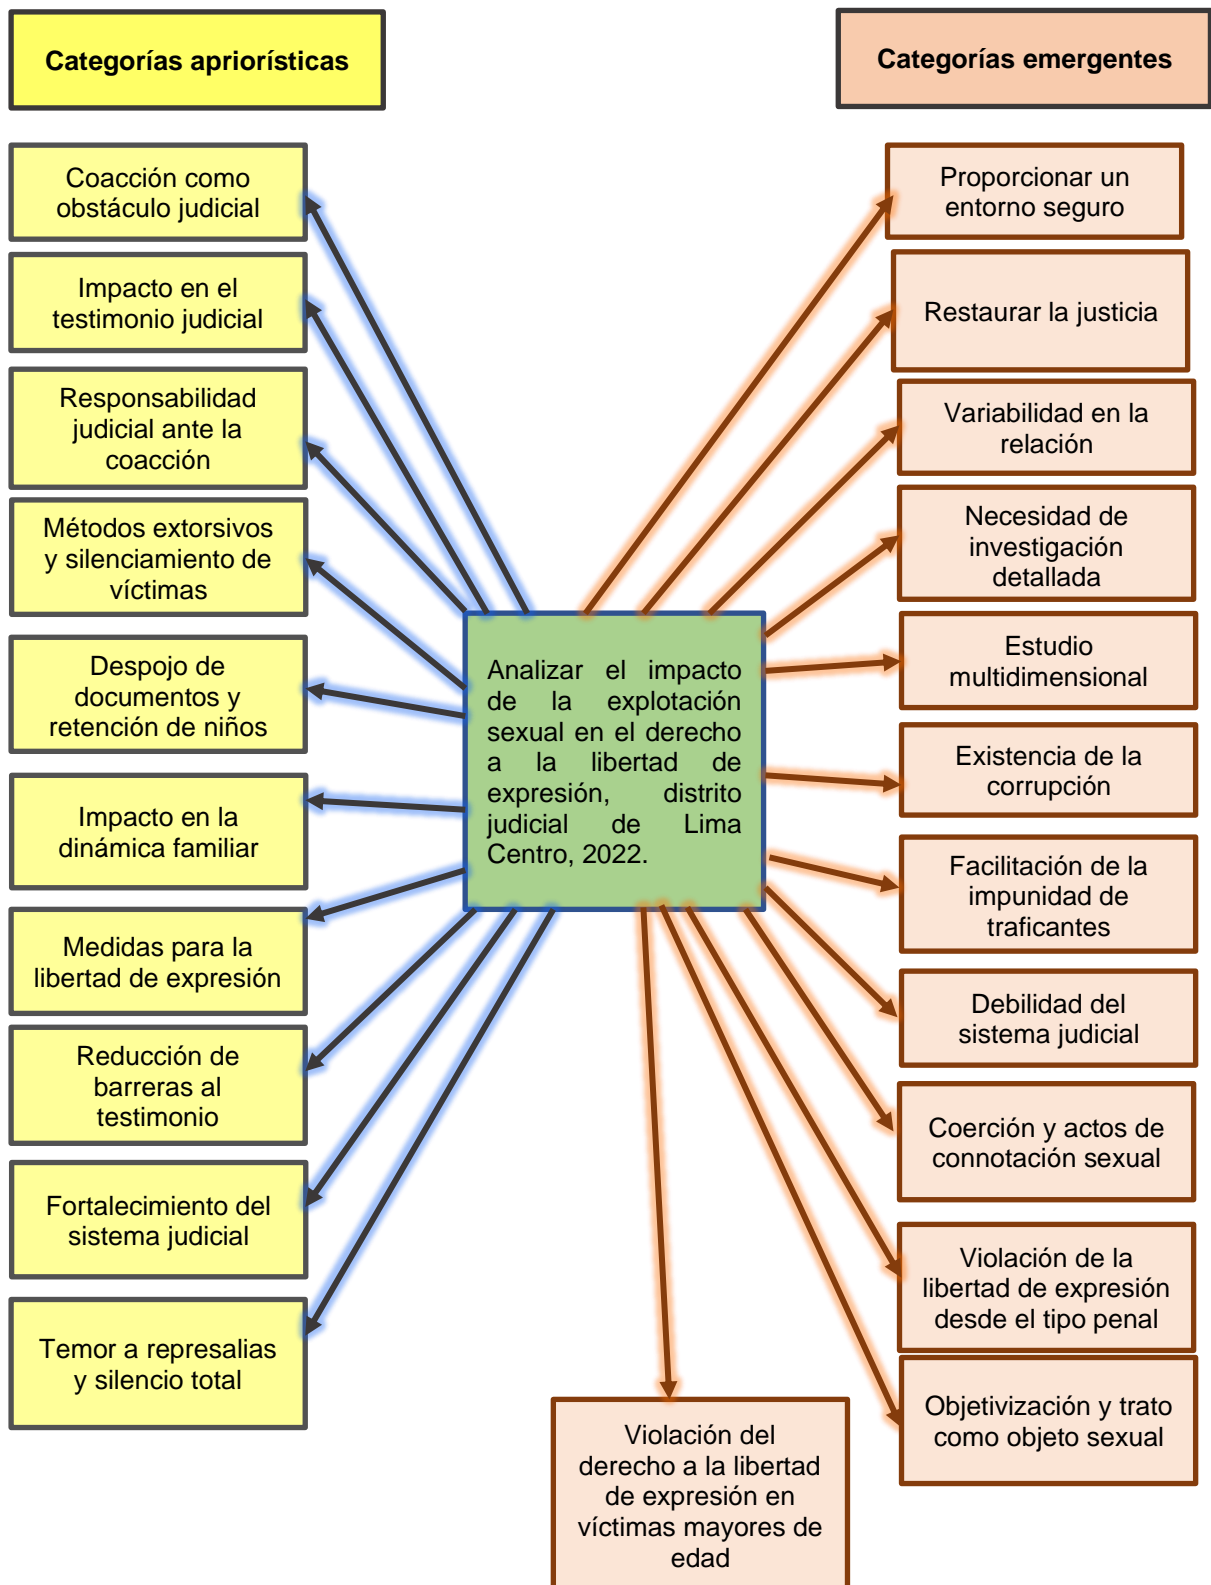 Categorías apriorísticas
Coacción como
obstáculo judicial
Impacto en el
testimonio judicial
Responsabilidad
judicial ante la
coacción
Métodos extorsivos
y silenciamiento de
víctimas
Despojo de
documentos y
retención de niños
Impacto en la
dinámica familiar
Medidas para la
libertad de expresión
Reducción de
barreras al
testimonio
Fortalecimiento del
sistema judicial
Temor a represalias
y silencio total
Analizar el impacto
de la explotación
sexual en el derecho
a la libertad de
expresión, distrito
judicial de Lima
Centro, 2022.
Categorías emergentes
Proporcionar un
entorno seguro
Restaurar la justicia
Variabilidad en la
relación
Necesidad de
investigación
detallada
Estudio
multidimensional
Existencia de la
corrupción
Facilitación de la
impunidad de
traficantes
Debilidad del
sistema judicial
Coerción y actos de
connotación sexual
Violación de la
libertad de expresión
desde el tipo penal
Objetivización y trato
como objeto sexual
Violación del
derecho a la libertad
de expresión en
víctimas mayores de
edad